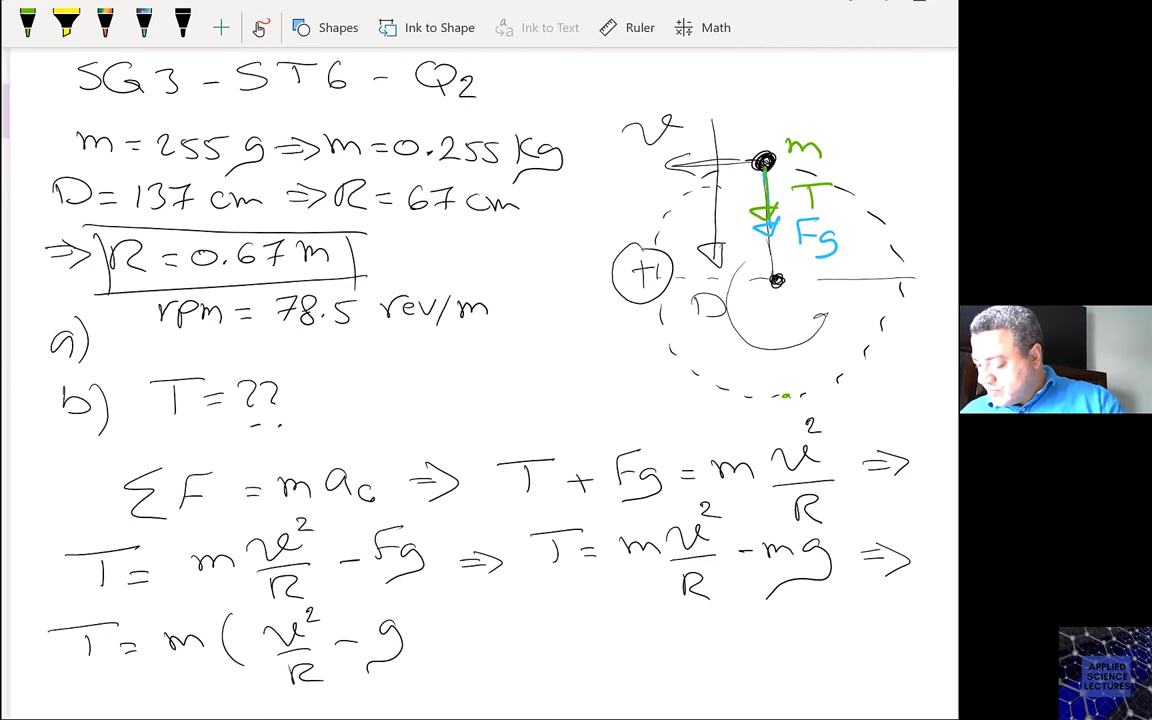 Shapes Ink to Shape Ink to Text Ruler Math
SG3 - ST6 - Q2
m = 255 g => m = 0.255 kg
D = 137 cm => R = 67 cm
=> R = 0.67 m
rpm = 78.5 rev/m
a)
b) T = ??
ΣF = m ac => T + Fg = m v²/R =>
T = m v²/R - Fg => T = m v²/R - mg =>
T = m ( v²/R - g
v
m
T
Fg
+
D
APPLIED
SCIENCE
LECTURES